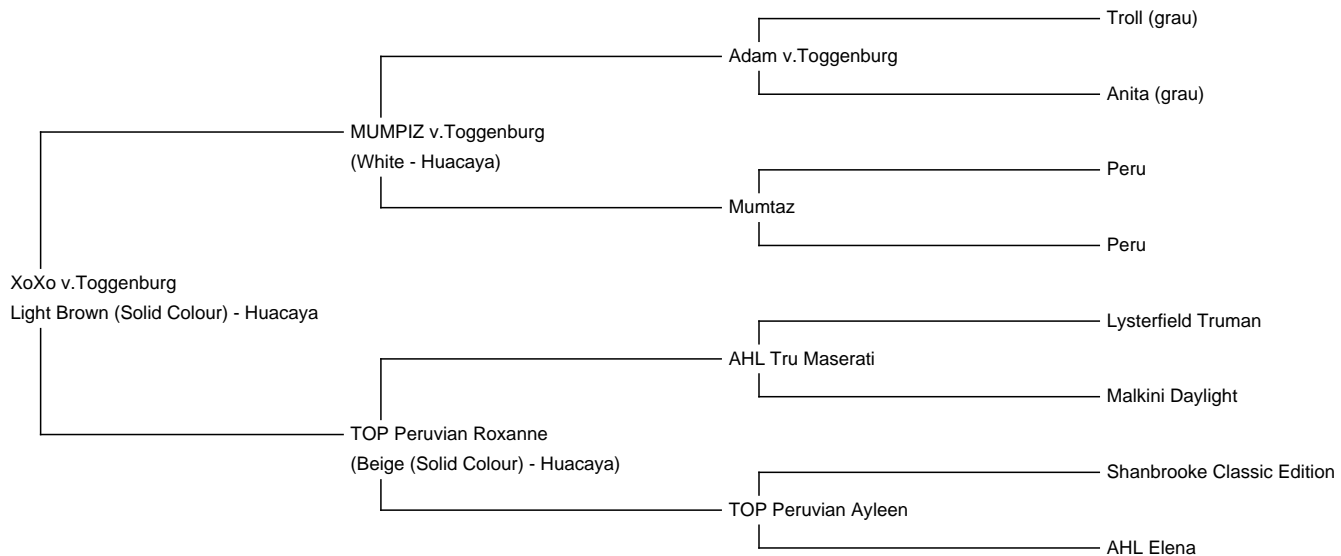 Troll (grau)
Adam v.Toggenburg
Anita (grau)
MUMPIZ v.Toggenburg
(White - Huacaya)
Peru
Mumtaz
Peru
XoXo v.Toggenburg
Light Brown (Solid Colour) - Huacaya
Lysterfield Truman
AHL Tru Maserati
Malkini Daylight
TOP Peruvian Roxanne
(Beige (Solid Colour) - Huacaya)
Shanbrooke Classic Edition
TOP Peruvian Ayleen
AHL Elena